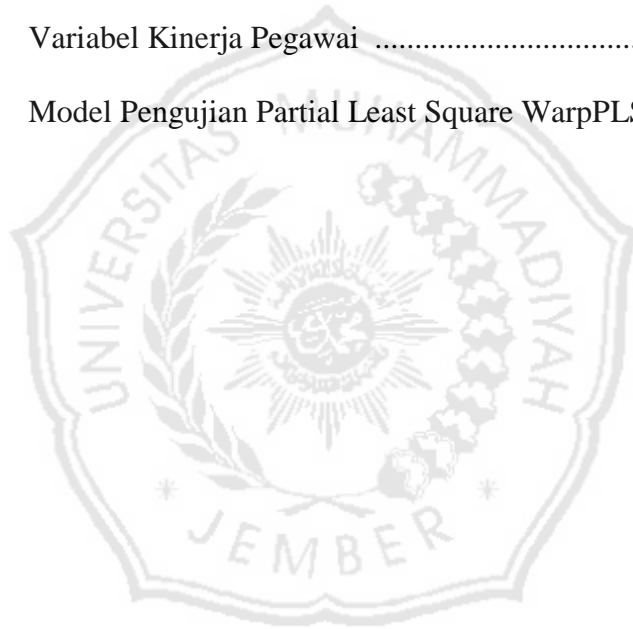 Variabel Kinerja Pegawai ................................
Model Pengujian Partial Least Square WarpPLS
UNIVERSITAS MUHAMMADIYAH
JEMBER